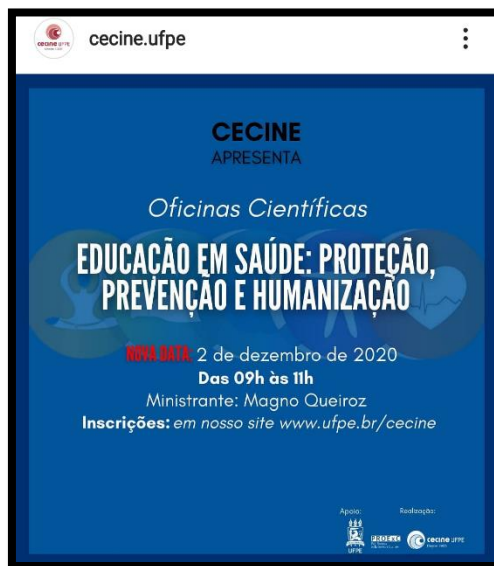 cecine.ufpe
CECINE
APRESENTA
Oficinas Científicas
EDUCAÇÃO EM SAÚDE: PROTEÇÃO,
PREVENÇÃO E HUMANIZAÇÃO
NOVA DATA: 2 de dezembro de 2020
Das 09h às 11h
Ministrante: Magno Queiroz
Inscrições: em nosso site www.ufpe.br/cecine
Apoio: Realização:
UFPE PROExC cecine UFPE